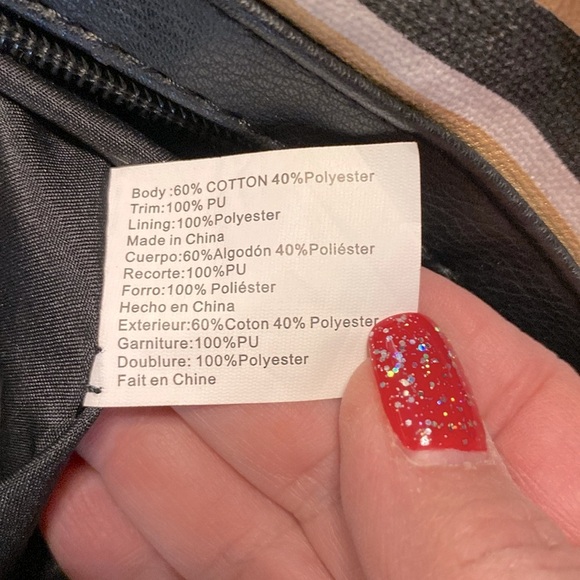 Body :60% COTTON 40%Polyester
Trim:100% PU
Lining:100%Polyester
Made in China
Cuerpo:60%Algodón 40%Poliéster
Recorte:100%PU
Forro:100% Poliéster
Hecho en China
Exterieur:60%Coton 40% Polyester
Garniture:100%PU
Doublure: 100%Polyester
Fait en Chine